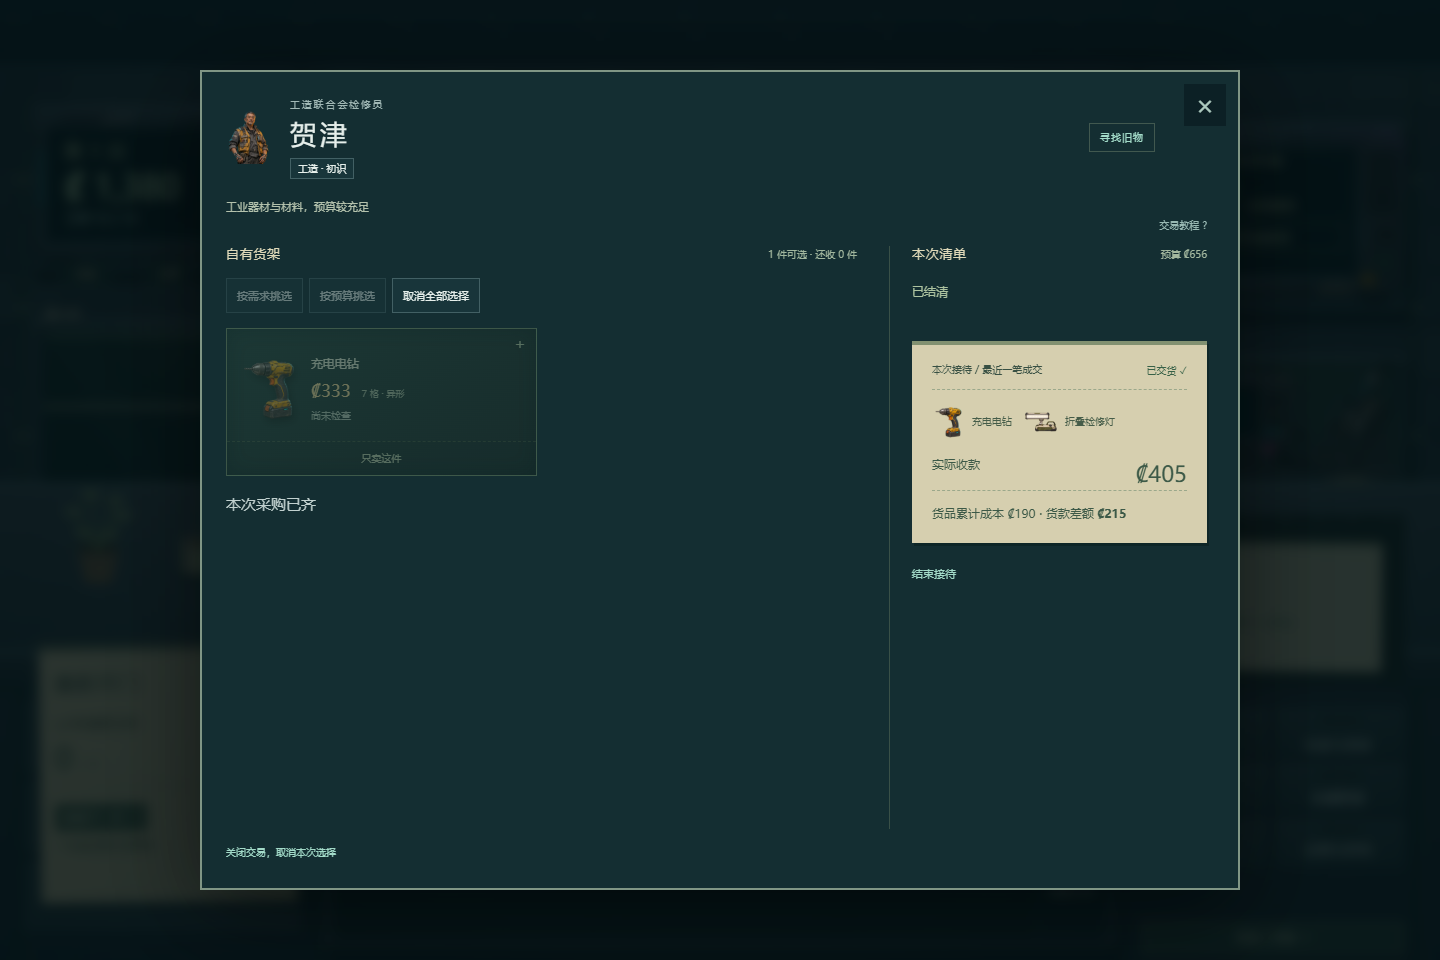 工造联合会检修员
贺津
工造 · 初识
寻找旧物
工业器材与材料，预算较充足
交易教程 ?
自有货架
1 件可选 · 还收 0 件
按需求挑选
按预算挑选
取消全部选择
+
充电电钻
₡333 7 格 · 异形
尚未检查
只卖这件
本次采购已齐
本次清单
预算 ₡656
已结清
本次接待 / 最近一笔成交
已交货 ✓
充电电钻
折叠检修灯
实际收款
₡405
货品累计成本 ₡190 · 货款差额 ₡215
结束接待
关闭交易，取消本次选择